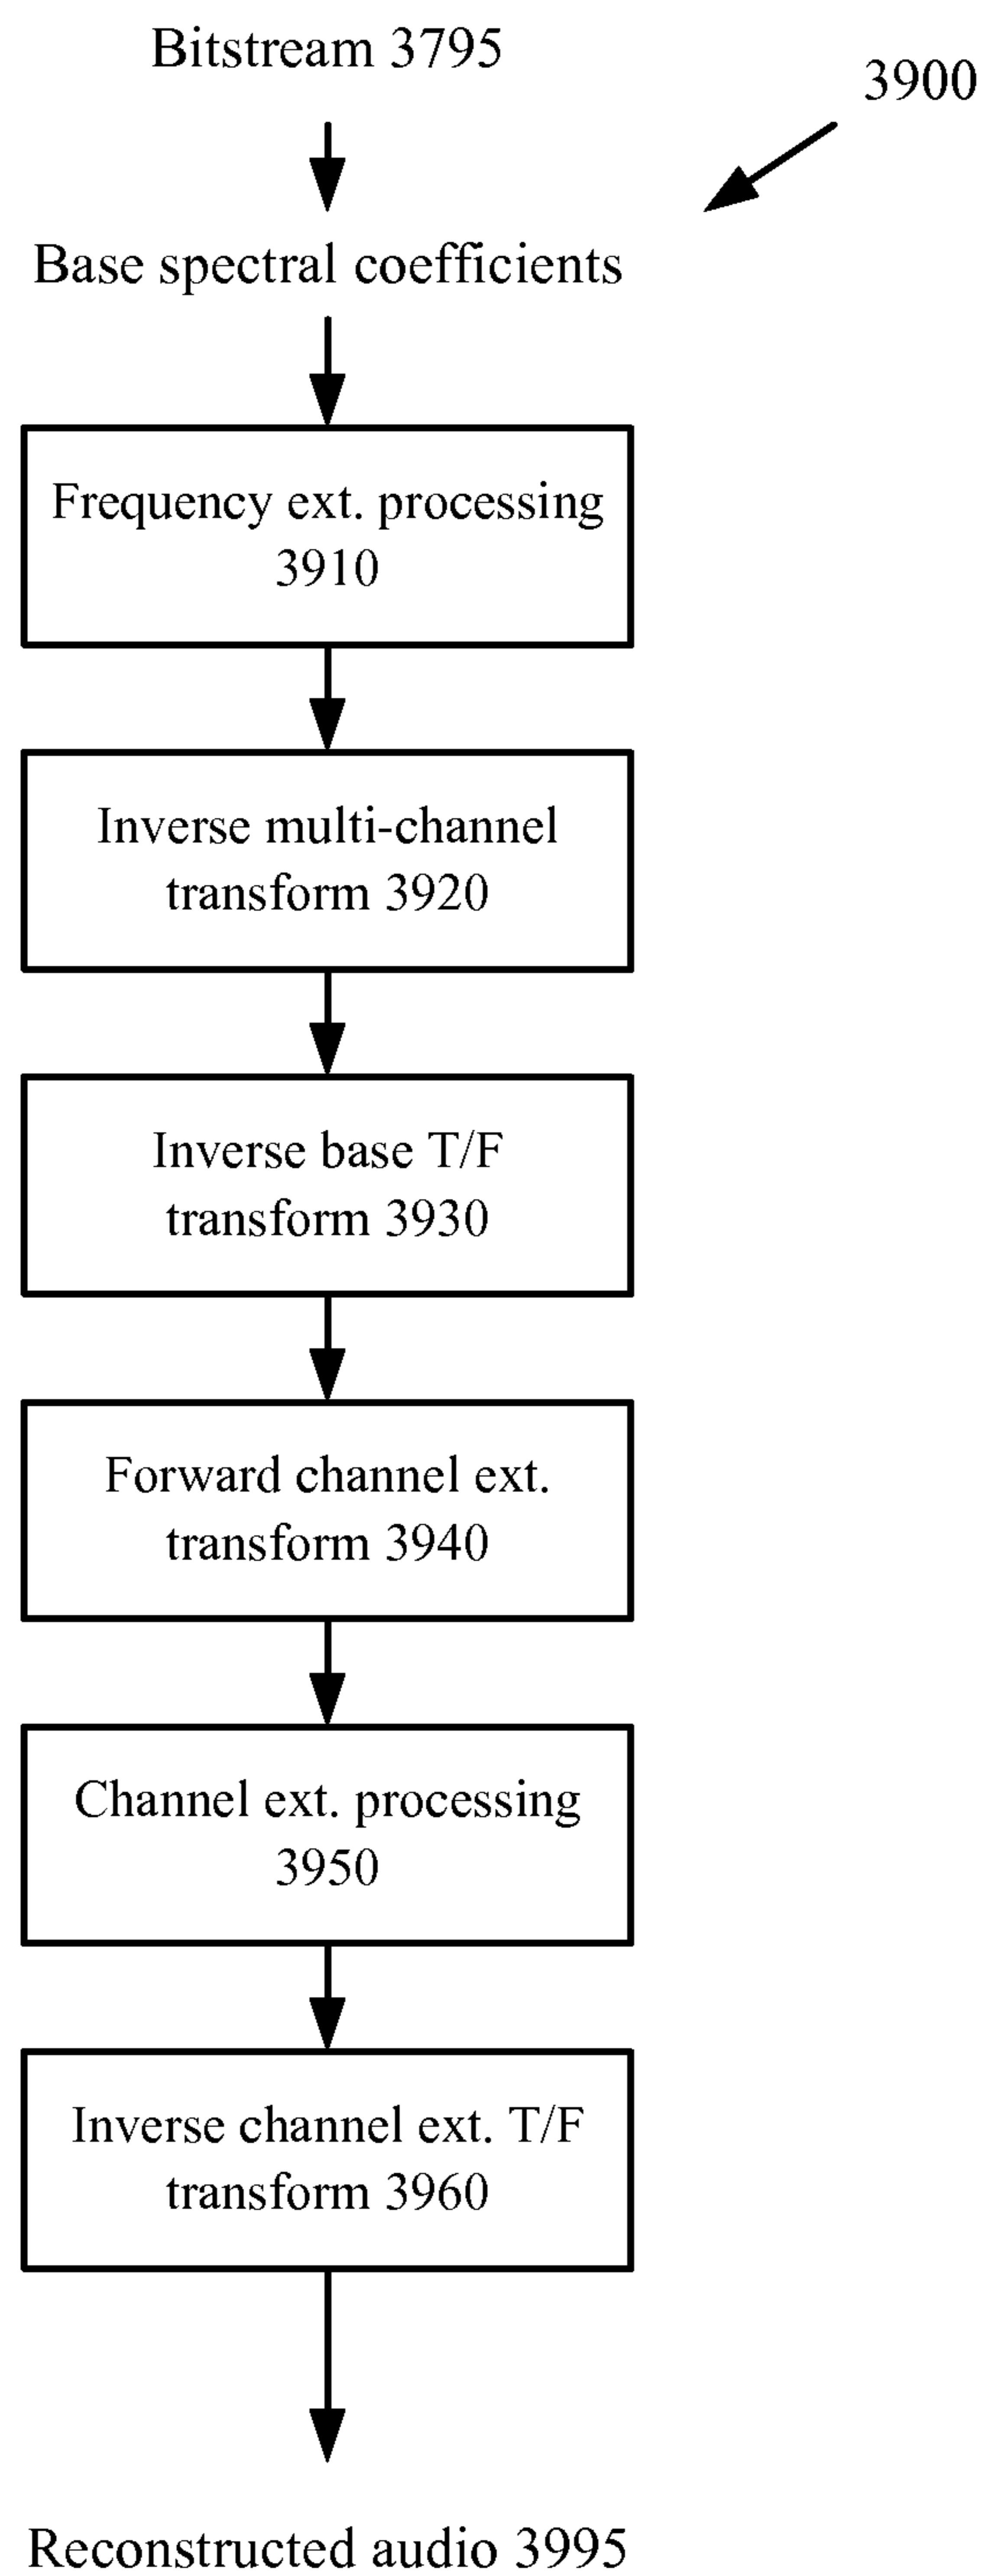 Bitstream 3795
3900
Base spectral coefficients
Frequency ext. processing
3910
Inverse multi-channel
transform 3920
Inverse base T/F
transform 3930
Forward channel ext.
transform 3940
Channel ext. processing
3950
Inverse channel ext. T/F
transform 3960
Reconstructed audio 3995